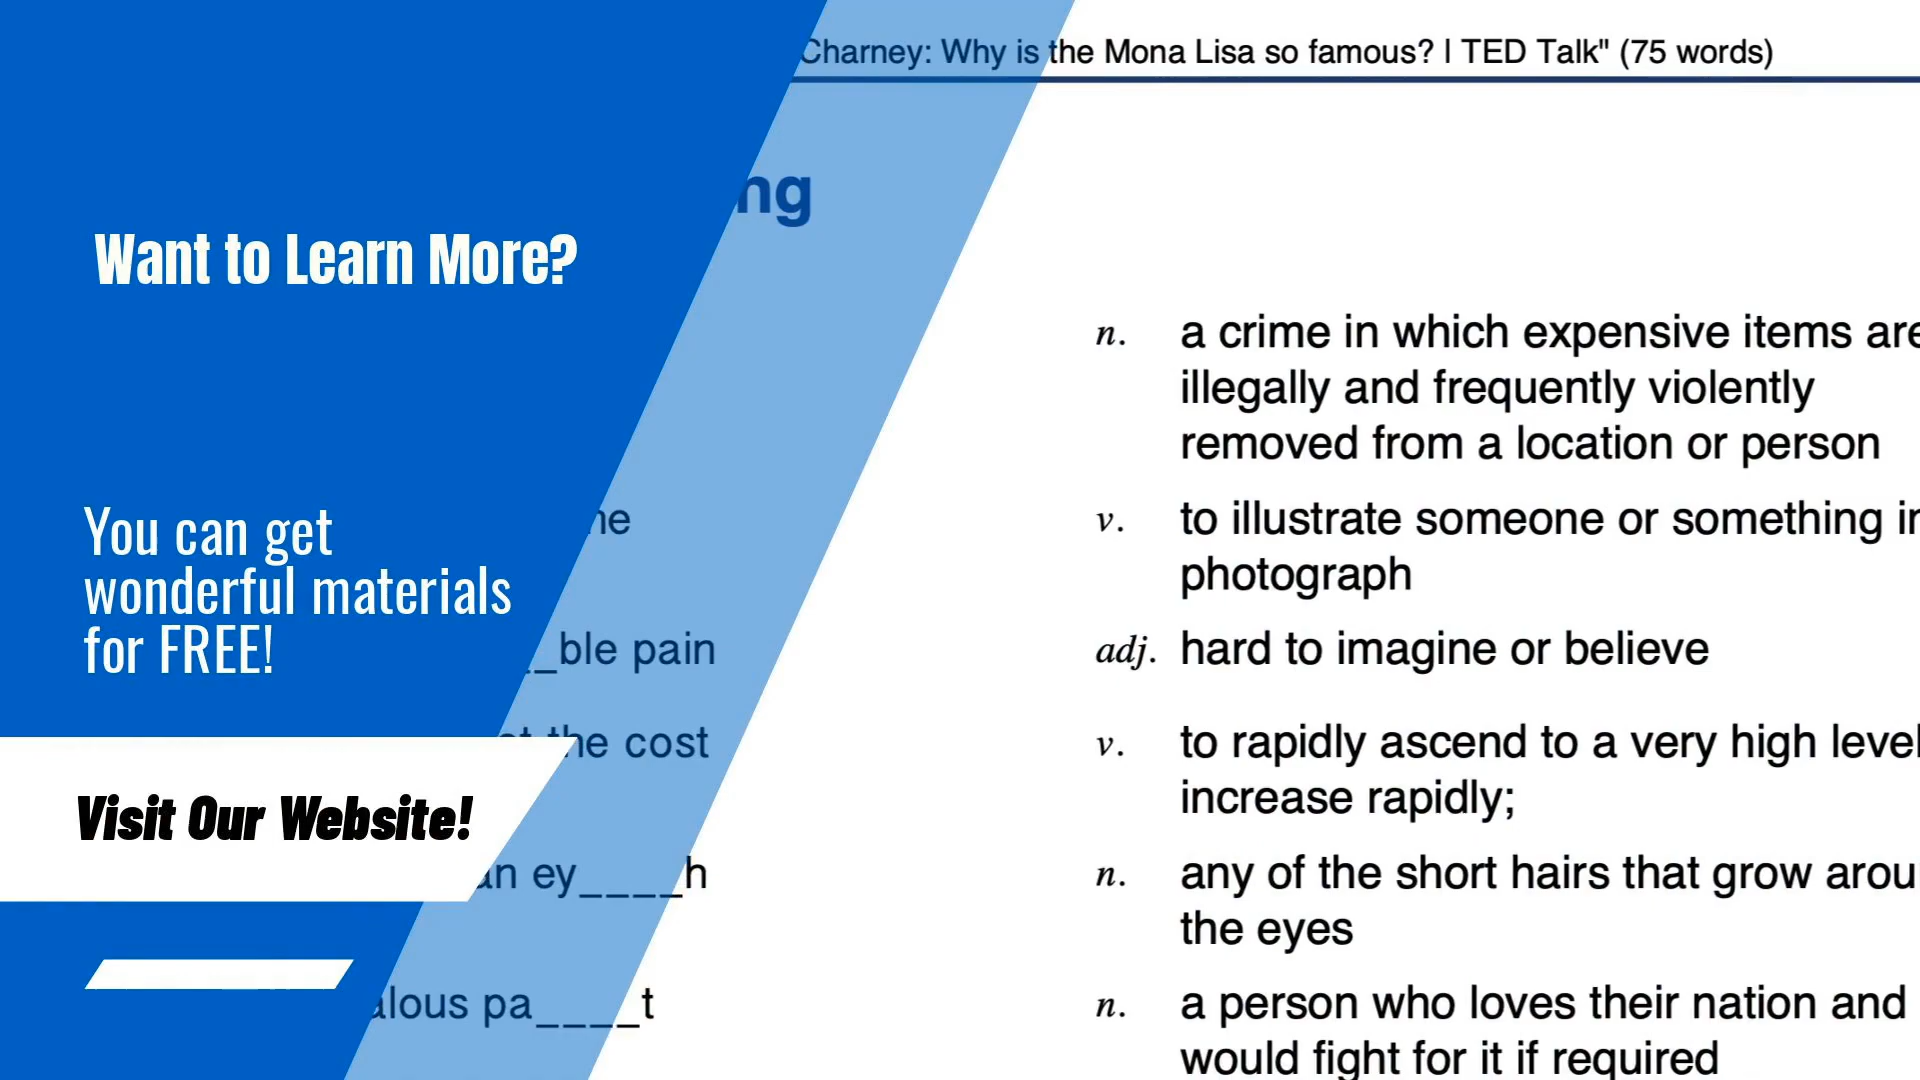 Charney: Why is the Mona Lisa so famous? | TED Talk" (75 words)
ng
Want to Learn More?
You can get
wonderful materials
for FREE!
Visit Our Website!
n. a crime in which expensive items are
illegally and frequently violently
removed from a location or person
v. to illustrate someone or something in
photograph
_ble pain
adj. hard to imagine or believe
the cost
v. to rapidly ascend to a very high level
increase rapidly;
an ey____h
n. any of the short hairs that grow arou
the eyes
alous pa____t
n. a person who loves their nation and
would fight for it if required